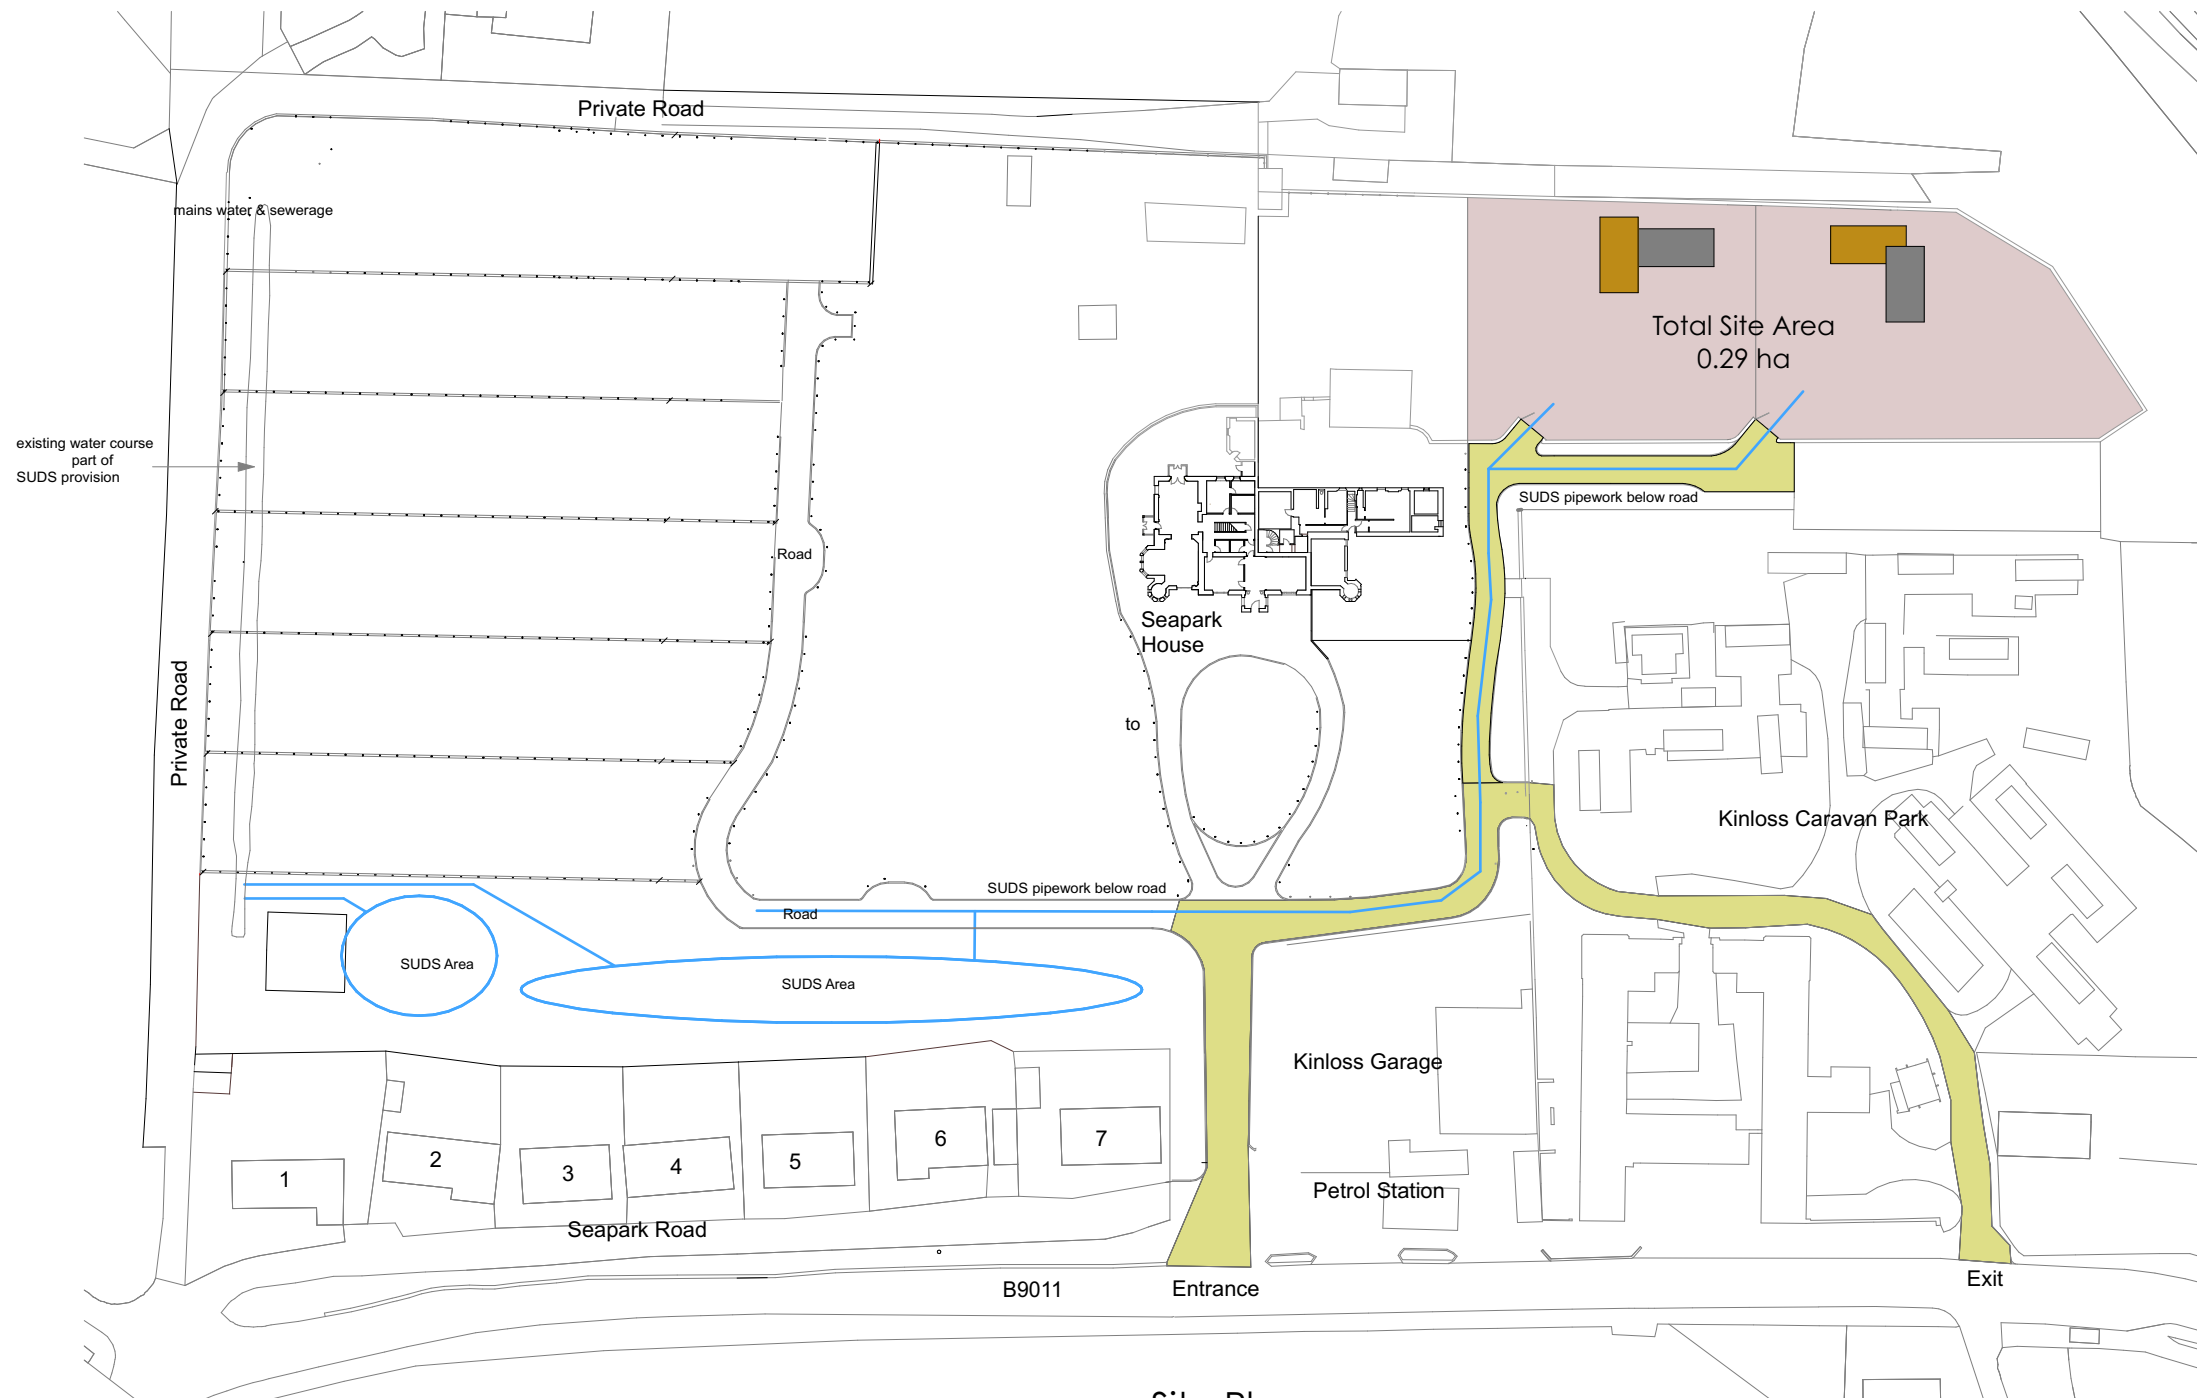 Private Road
mains water & sewerage
Total Site Area
0.29 ha
existing water course
part of
SUDS provision
SUDS pipework below road
Road
Seapark
House
to
Private Road
Kinloss Caravan Park
SUDS pipework below road
Road
SUDS Area
SUDS Area
Kinloss Garage
1
2
3
4
5
6
7
Petrol Station
Seapark Road
B9011
Entrance
Exit